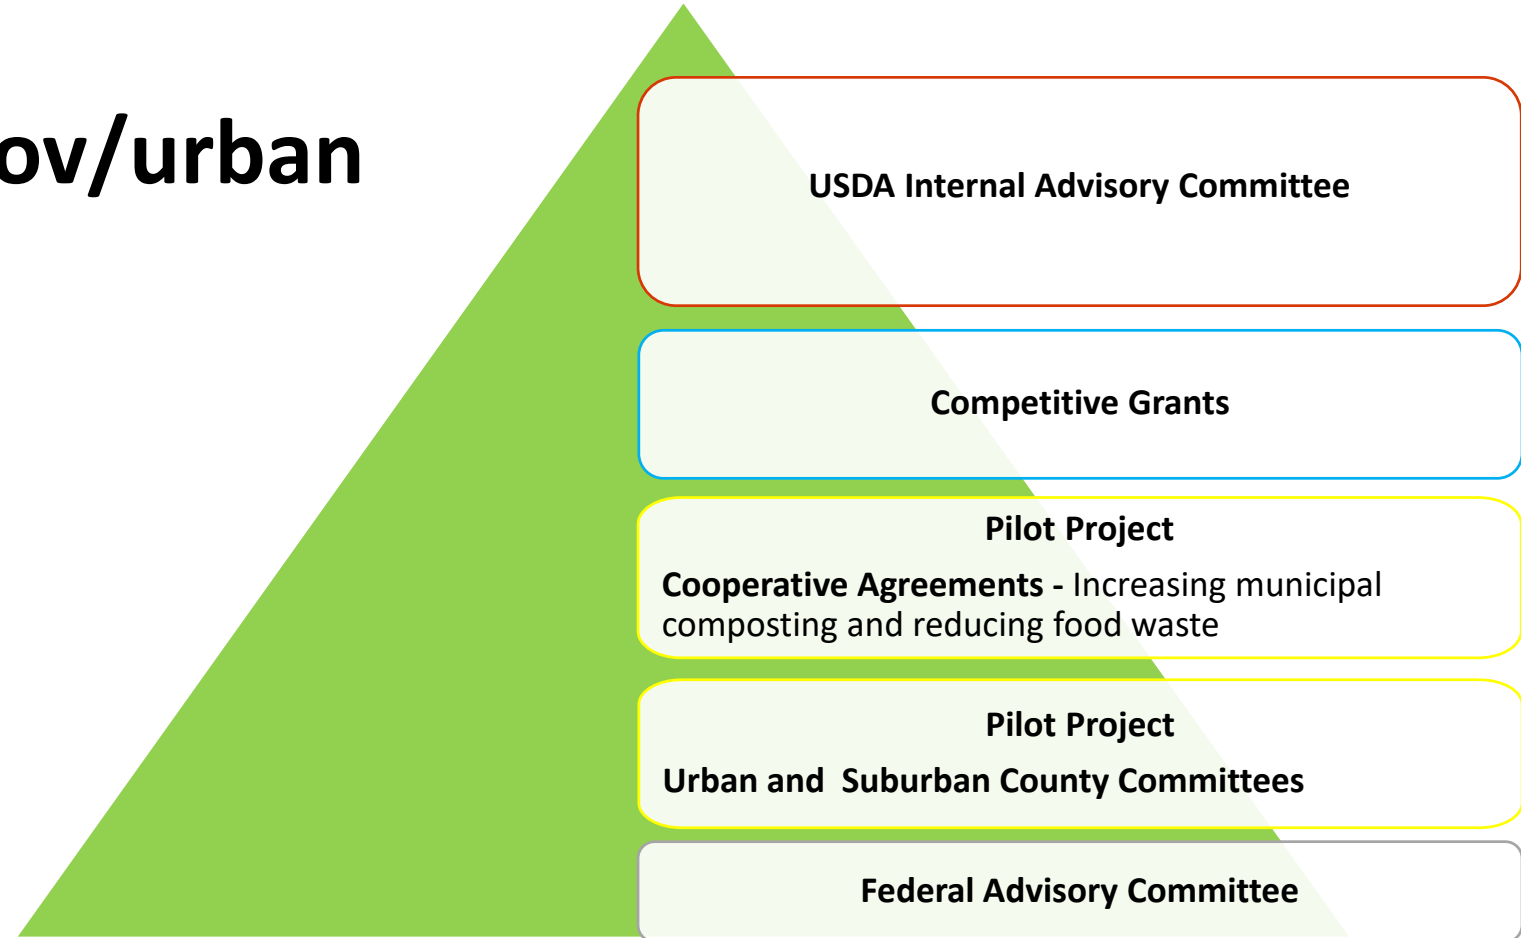 ov/urban
USDA Internal Advisory Committee
Competitive Grants
Pilot Project
Cooperative Agreements - Increasing municipal
composting and reducing food waste
Pilot Project
Urban and  Suburban County Committees
Federal Advisory Committee